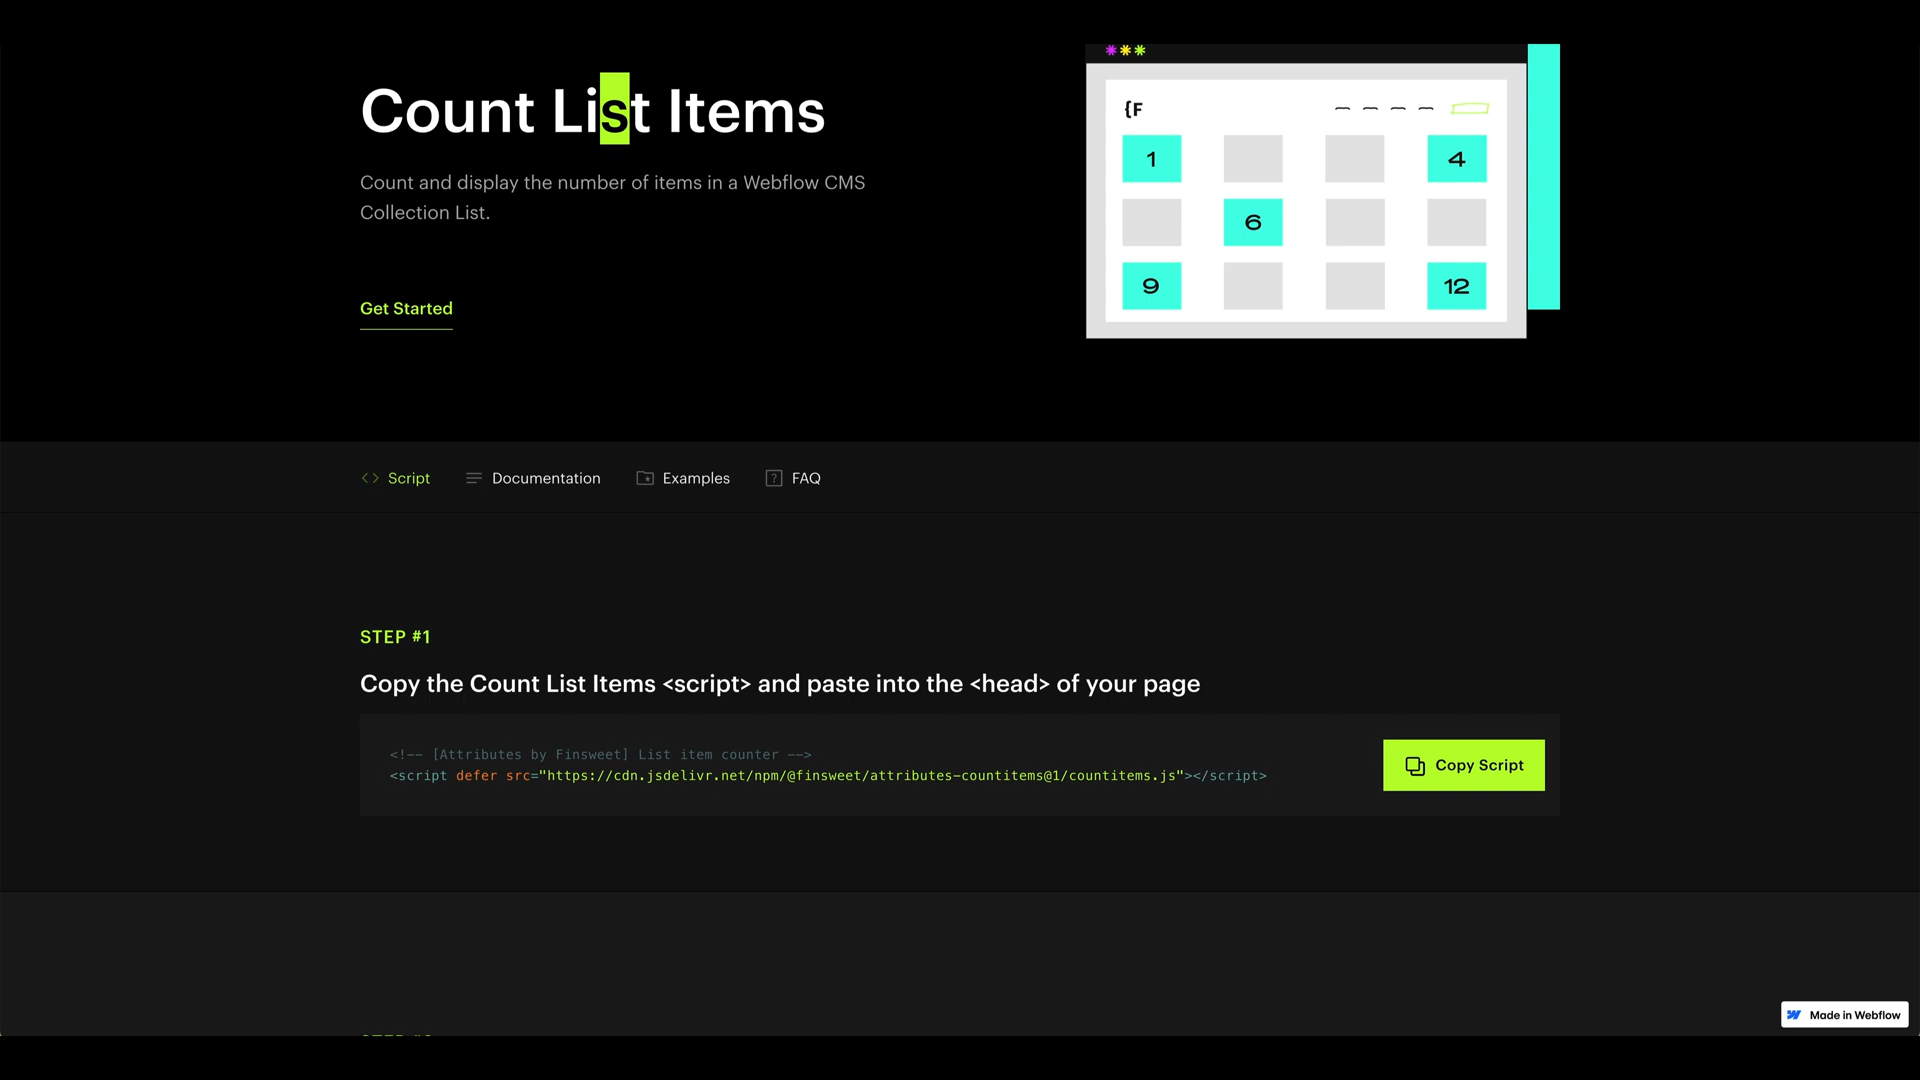 Count List Items
Count and display the number of items in a Webflow CMS
Collection List.
Get Started
{F
1
4
6
9
12
Script
Documentation
Examples
FAQ
STEP #1
Copy the Count List Items <script> and paste into the <head> of your page
<!-- [Attributes by Finsweet] List item counter -->
<script defer src="https://cdn.jsdelivr.net/npm/@finsweet/attributes-countitems@1/countitems.js"></script>
Copy Script
Made in Webflow